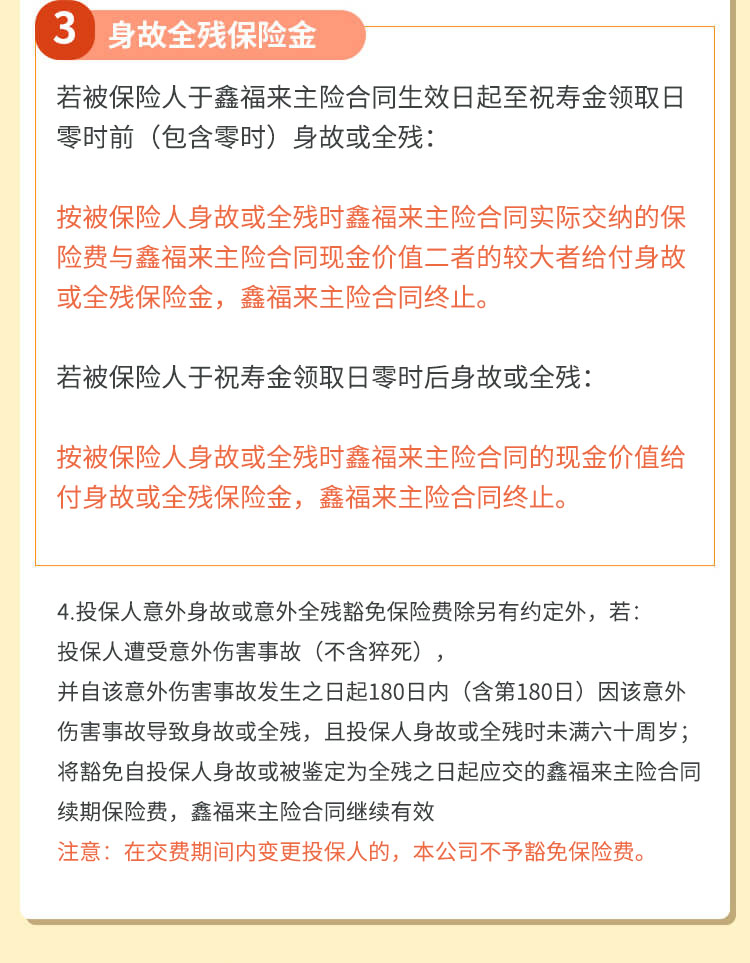 3 身故全残保险金
若被保险人于鑫福来主险合同生效日起至祝寿金领取日
零时前（包含零时）身故或全残：
按被保险人身故或全残时鑫福来主险合同实际交纳的保
险费与鑫福来主险合同现金价值二者的较大者给付身故
或全残保险金，鑫福来主险合同终止。
若被保险人于祝寿金领取日零时后身故或全残：
按被保险人身故或全残时鑫福来主险合同的现金价值给
付身故或全残保险金，鑫福来主险合同终止。
4.投保人意外身故或意外全残豁免保险费除另有约定外，若：
投保人遭受意外伤害事故（不含猝死），
并自该意外伤害事故发生之日起180日内（含第180日）因该意外
伤害事故导致身故或全残，且投保人身故或全残时未满六十周岁；
将豁免自投保人身故或被鉴定为全残之日起应交的鑫福来主险合同
续期保险费，鑫福来主险合同继续有效
注意：在交费期间内变更投保人的，本公司不予豁免保险费。